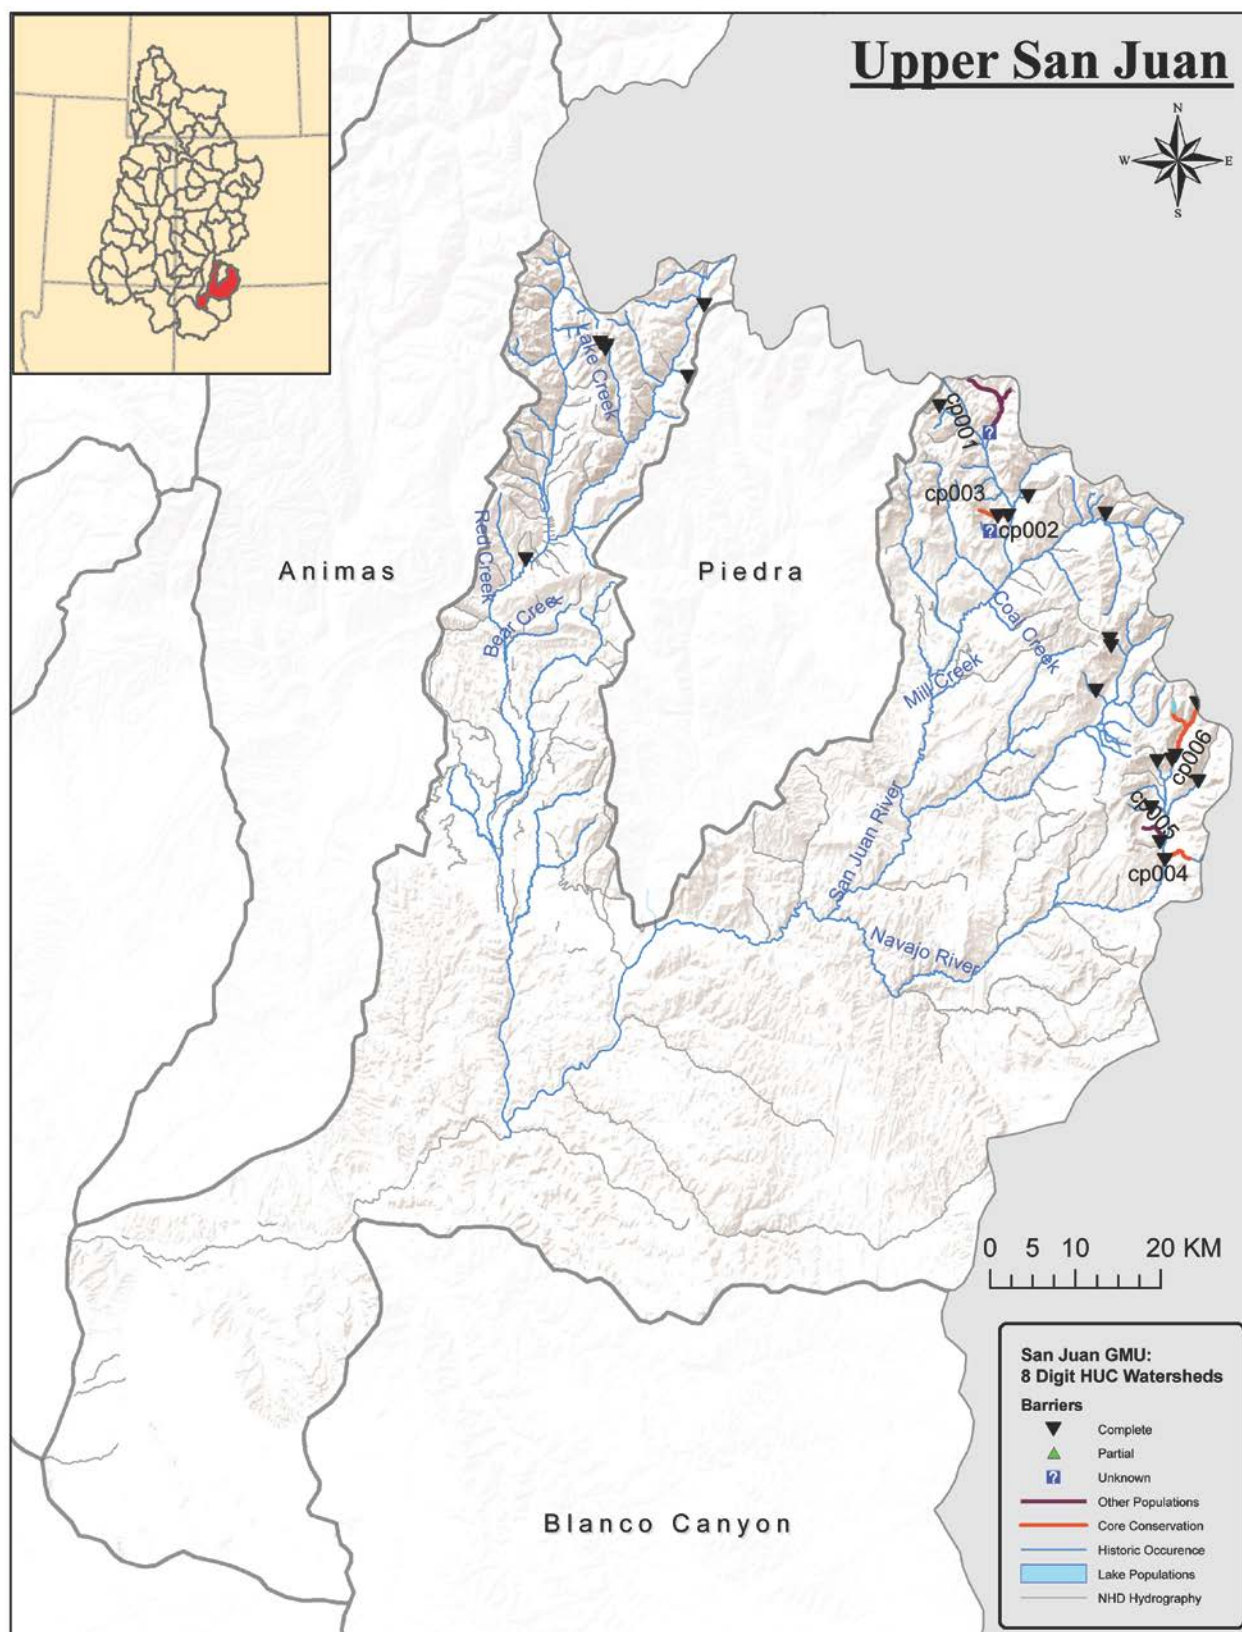 Upper San Juan
N
W
E
S
Lake Creek
cp001
cp003
cp002
Red Creek
Animas
Piedra
Bear Creek
Coal Creek
Mill Creek
cp006
San Juan River
cp005
cp004
Navajo River
0 5 10 20 KM
Blanco Canyon
San Juan GMU:
8 Digit HUC Watersheds
Barriers
Complete
Partial
? Unknown
Other Populations
Core Conservation
Historic Occurence
Lake Populations
NHD Hydrography